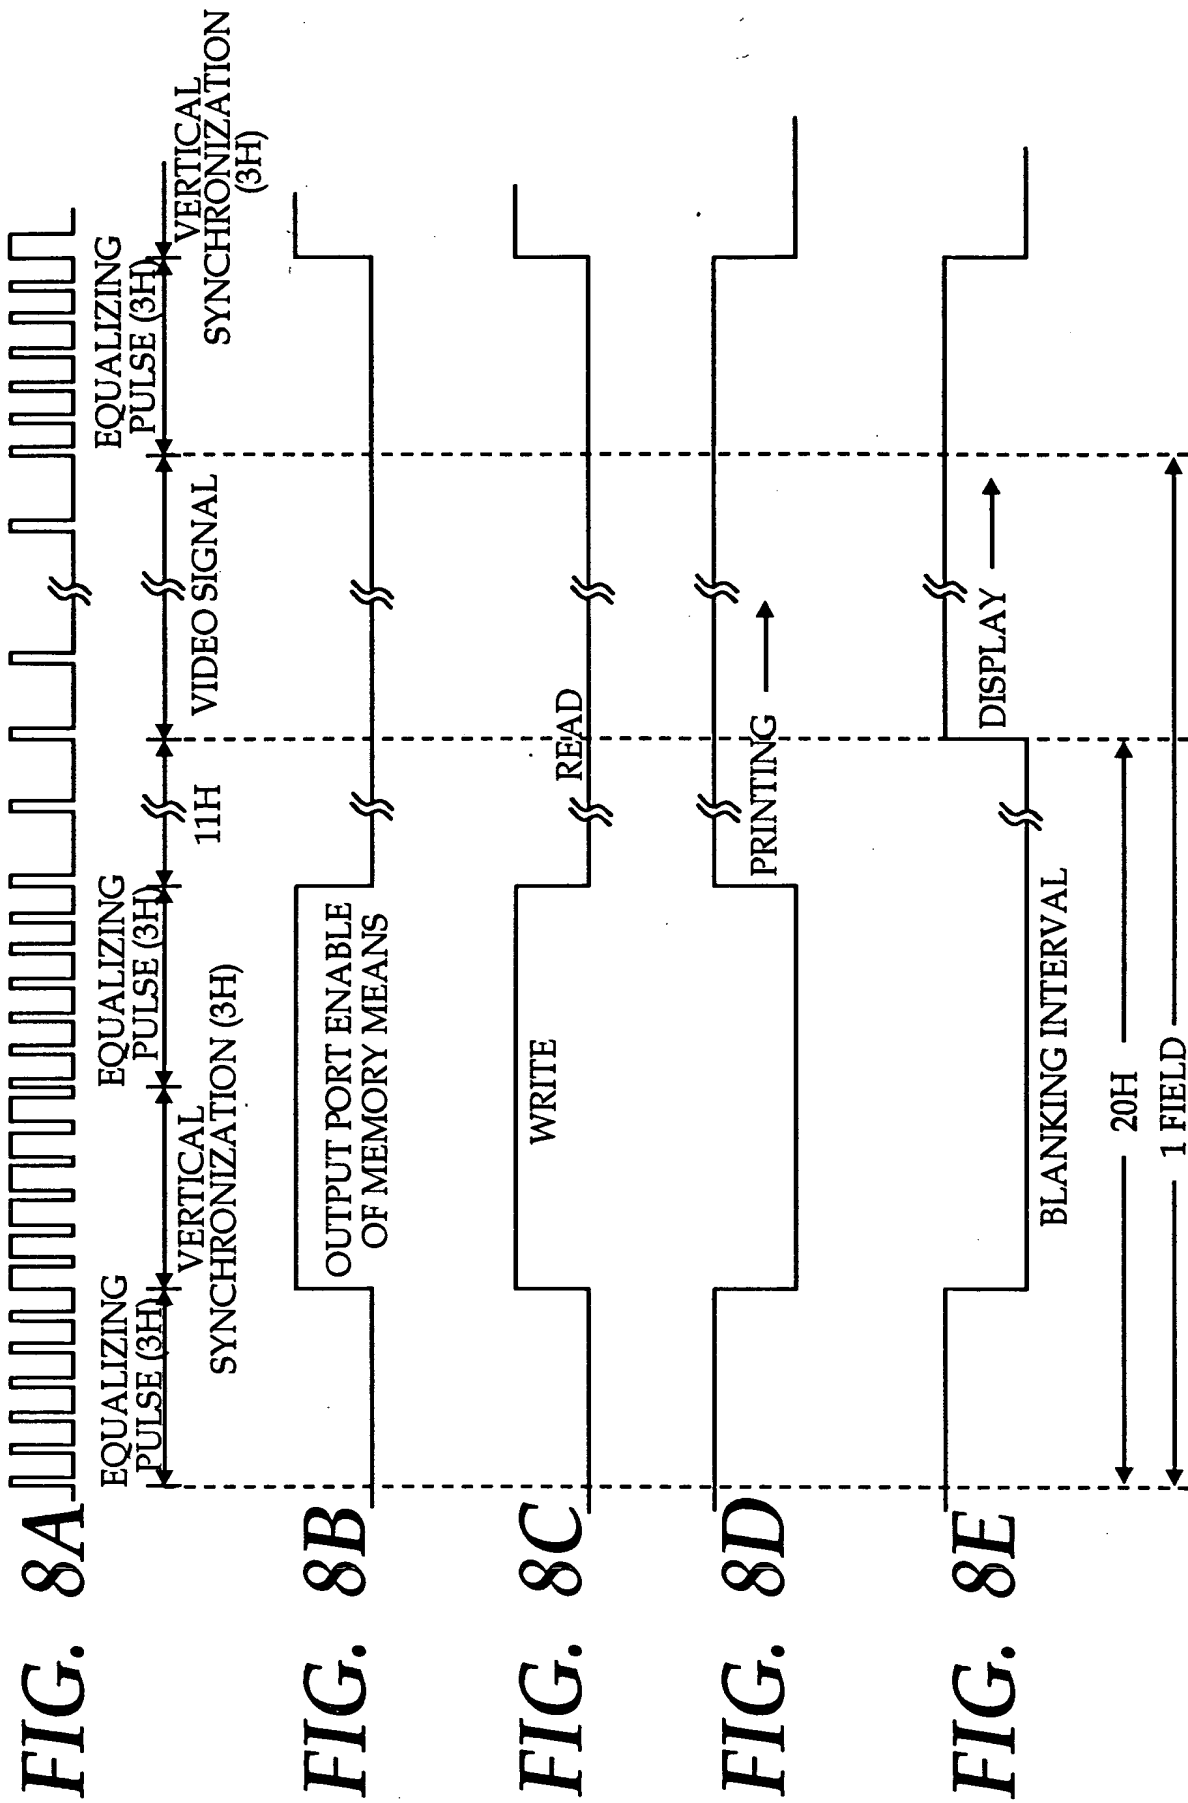 FIG. 8A
EQUALIZING
PULSE (3H)
VERTICAL
SYNCHRONIZATION (3H)
EQUALIZING
PULSE (3H)
11H
VIDEO SIGNAL
EQUALIZING
PULSE (3H)
VERTICAL
SYNCHRONIZATION
(3H)
FIG. 8B
OUTPUT PORT ENABLE
OF MEMORY MEANS
FIG. 8C
WRITE
READ
FIG. 8D
PRINTING
FIG. 8E
BLANKING INTERVAL
DISPLAY
20H
1 FIELD